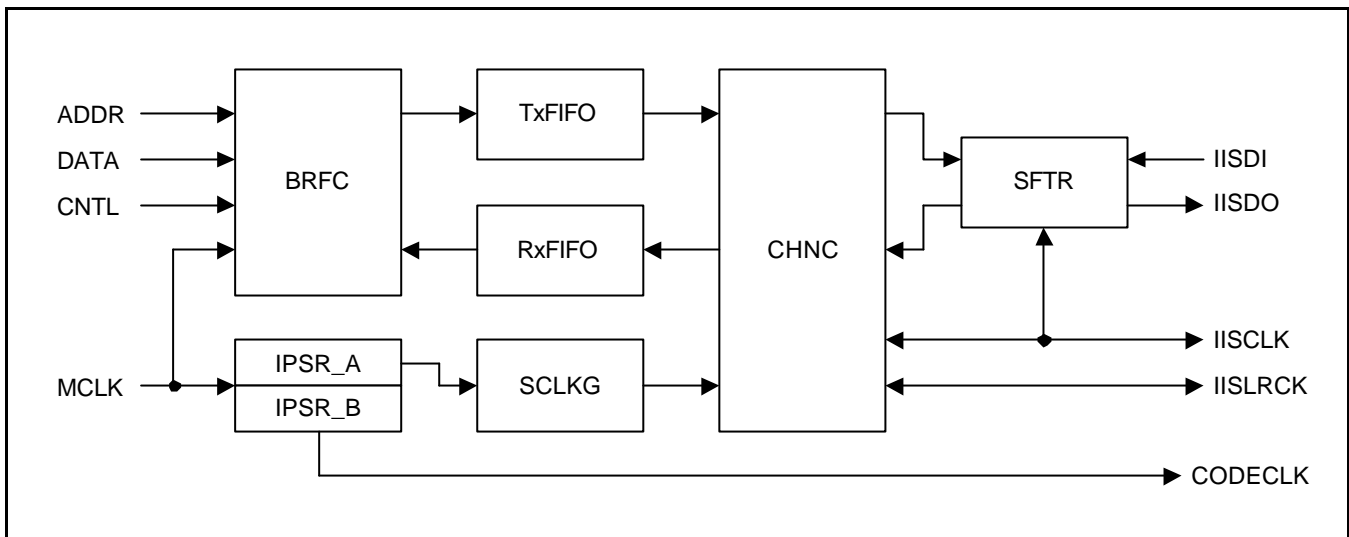 ADDR
DATA
CNTL
MCLK
BRFC
IPSR_A
IPSR_B
TxFIFO
RxFIFO
SCLKG
CHNC
SFTR
IISDI
IISDO
IISCLK
IISLRCK
CODECLK